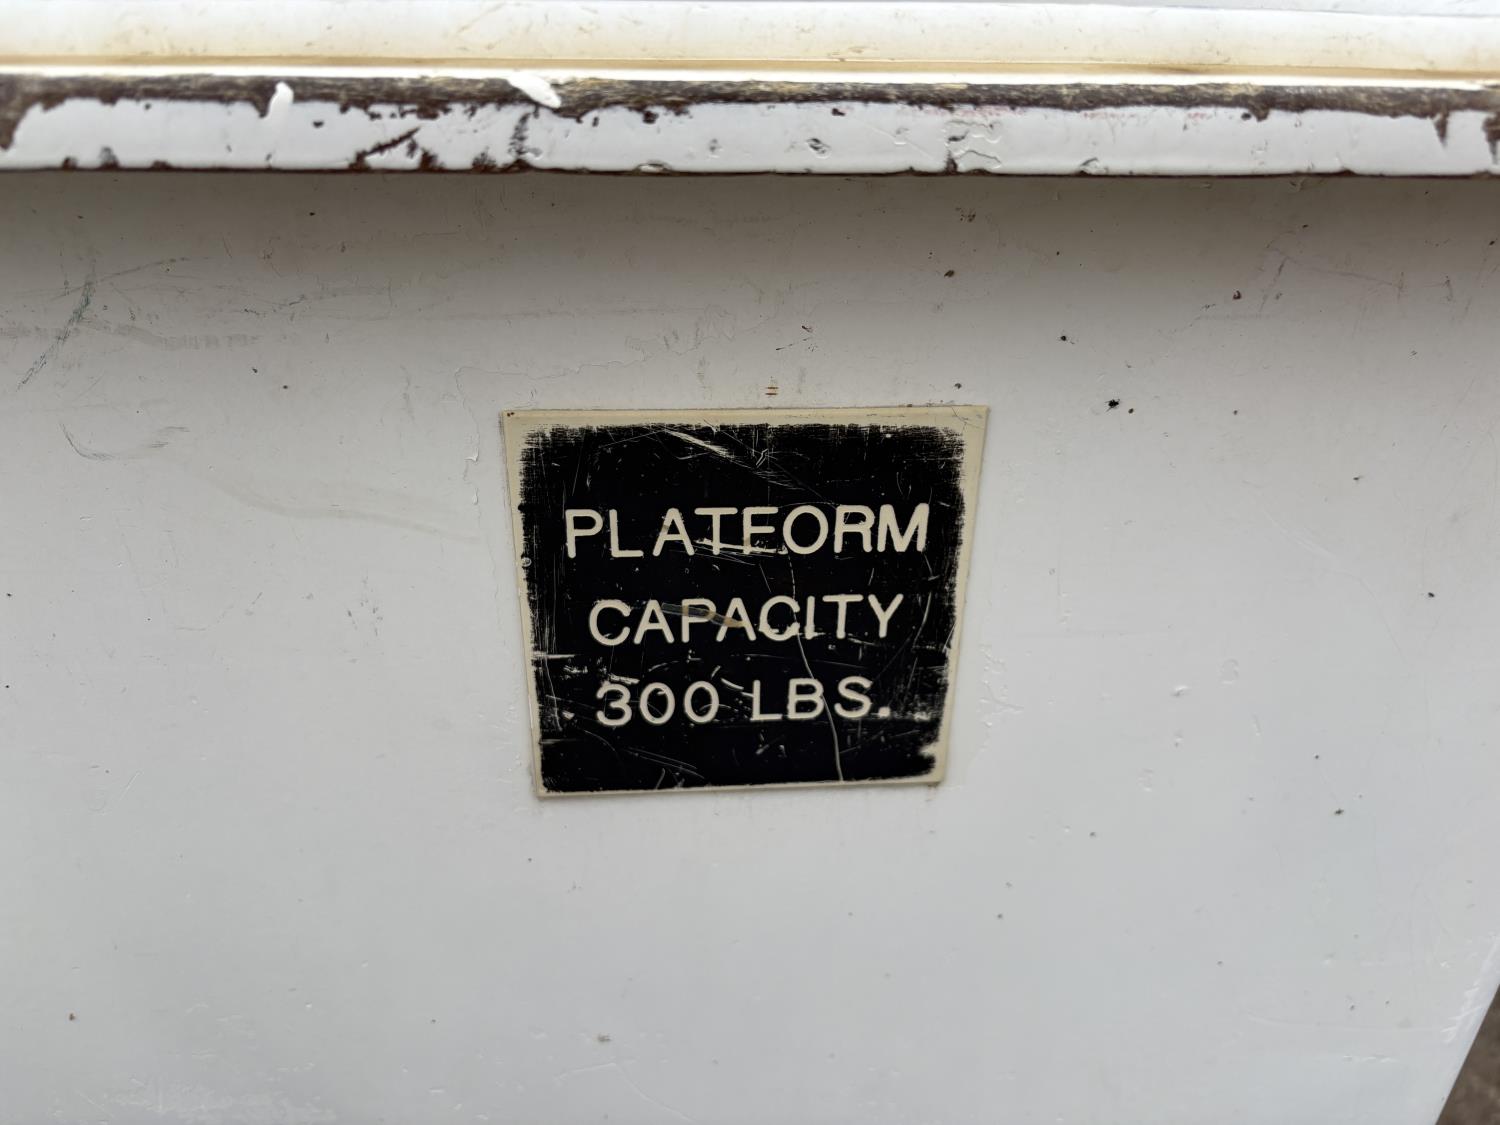 PLATFORM
CAPACITY
300 LBS.